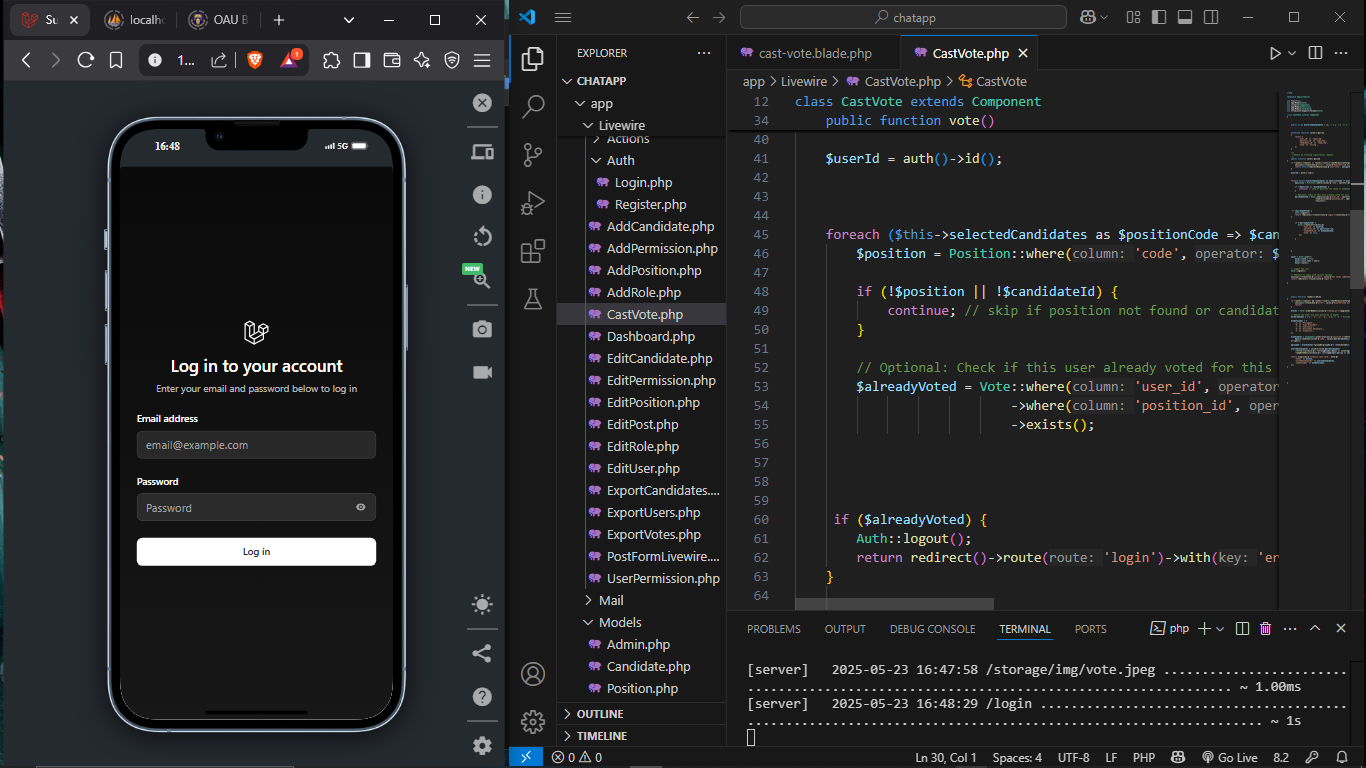 Su
localh
OAU B
1...
1
16:48
5G
Log in to your account
Enter your email and password below to log in
Email address
email@example.com
Password
Password
Log in
NEW
chatapp
EXPLORER
CHATAPP
app
Livewire
Actions
Auth
Login.php
Register.php
AddCandidate.php
AddPermission.php
AddPosition.php
AddRole.php
CastVote.php
Dashboard.php
EditCandidate.php
EditPermission.php
EditPosition.php
EditPost.php
EditRole.php
EditUser.php
ExportCandidates....
ExportUsers.php
ExportVotes.php
PostFormLivewire....
UserPermission.php
Mail
Models
Admin.php
Candidate.php
Position.php
OUTLINE
TIMELINE
cast-vote.blade.php
CastVote.php
app > Livewire > CastVote.php > CastVote
12 class CastVote extends Component
34 public function vote()
40
41 $userId = auth()->id();
42
43
44
45 foreach ($this->selectedCandidates as $positionCode => $can
46 $position = Position::where(column: 'code', operator: $
47
48 if (!$position || !$candidateId) {
49 continue; // skip if position not found or candidat
50 }
51
52 // Optional: Check if this user already voted for this
53 $alreadyVoted = Vote::where(column: 'user_id', operator
54 ->where(column: 'position_id', oper
55 ->exists();
56
57
58
59
60 if ($alreadyVoted) {
61 Auth::logout();
62 return redirect()->route(route: 'login')->with(key: 'er
63 }
64
PROBLEMS
OUTPUT
DEBUG CONSOLE
TERMINAL
PORTS
php
[server] 2025-05-23 16:47:58 /storage/img/vote.jpeg .......................
............................................................. ~ 1.00ms
[server] 2025-05-23 16:48:29 /login .......................................
................................................................. ~ 1s
0 0
Ln 30, Col 1
Spaces: 4
UTF-8
LF
PHP
Go Live
8.2